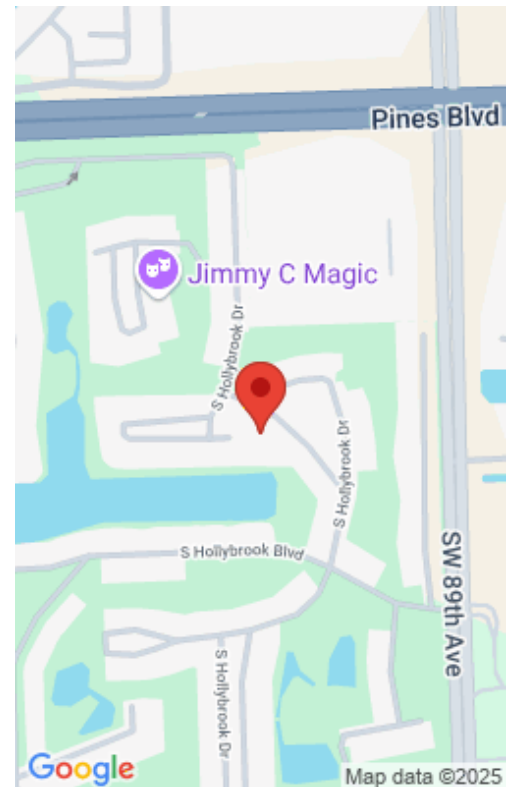 Pines Blvd
Jimmy C Magic
S Hollybrook Dr
S Hollybrook Dr
S Hollybrook Blvd
SW 89th Ave
S Hollybrook Dr
Google
Map data ©2025